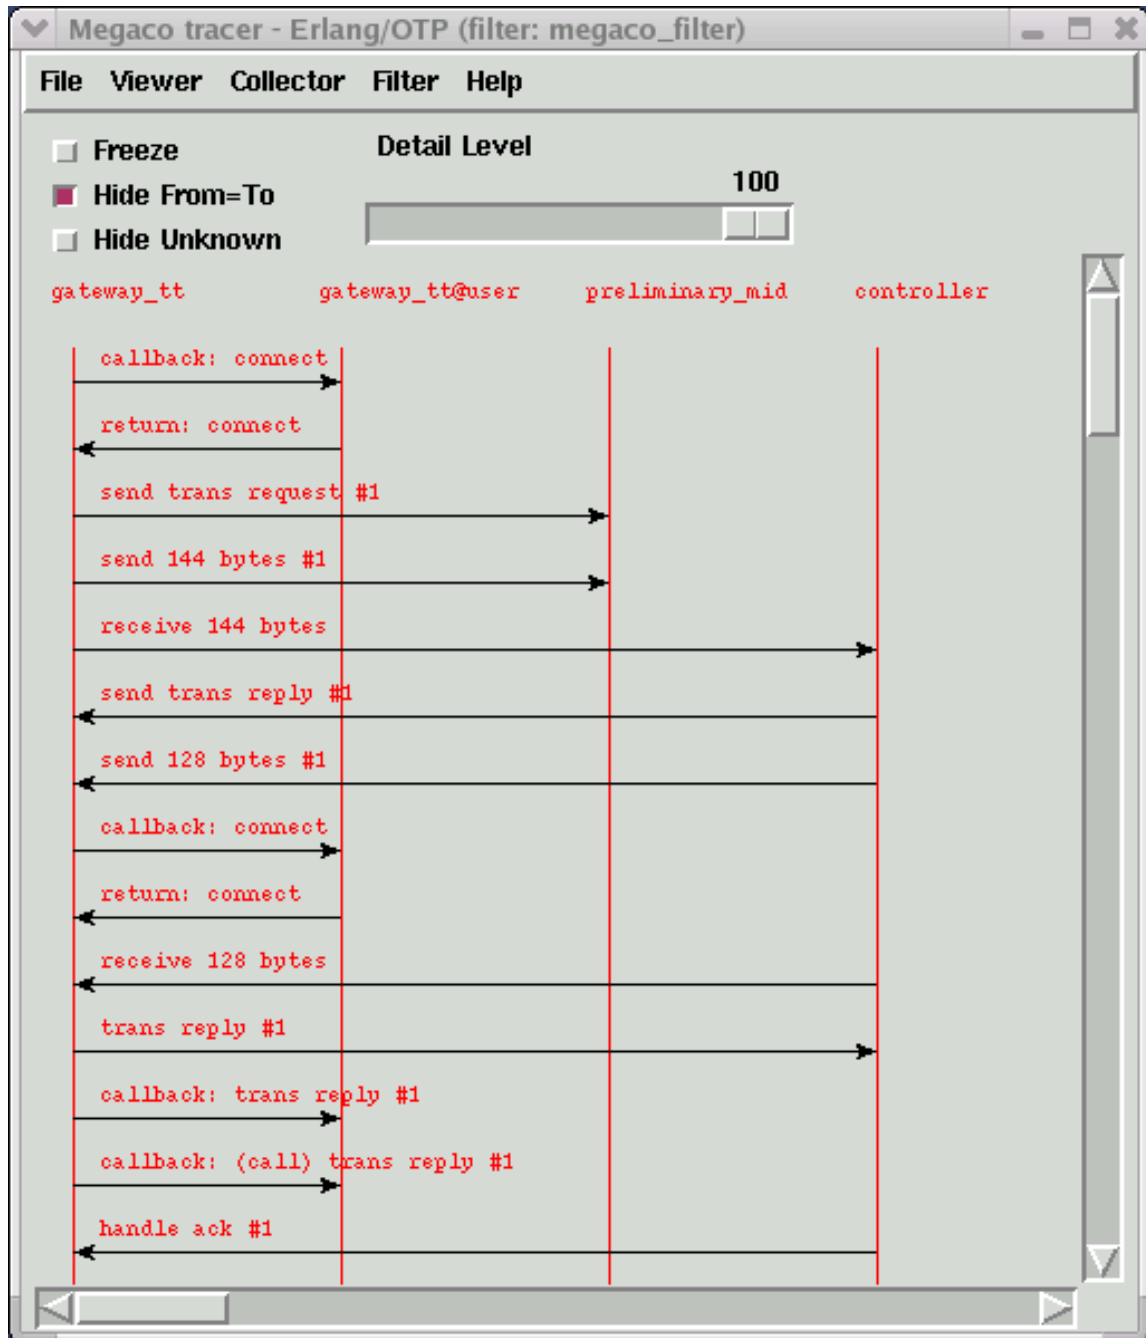 Megaco tracer - Erlang/OTP (filter: megaco_filter)
File Viewer Collector Filter Help
Freeze
Detail Level
Hide From=To
100
Hide Unknown
gateway_tt gateway_tt@user preliminary_mid controller
callback: connect
return: connect
send trans request #1
send 144 bytes #1
receive 144 bytes
send trans reply #1
send 128 bytes #1
callback: connect
return: connect
receive 128 bytes
trans reply #1
callback: trans reply #1
callback: (call) trans reply #1
handle ack #1